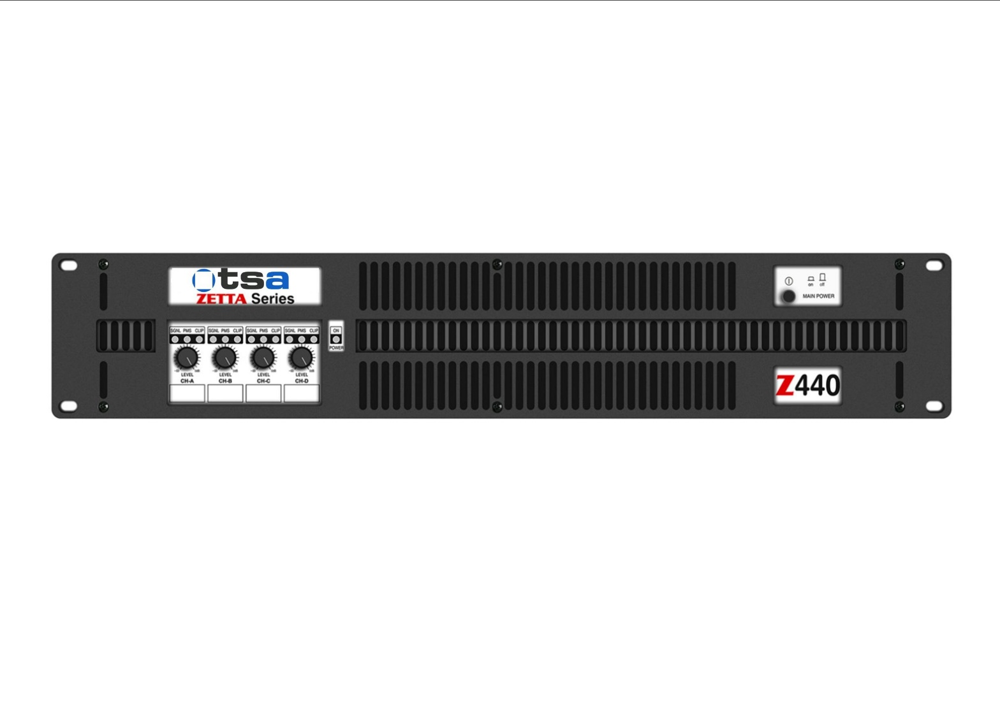 tsa
ZETTA Series
SGNL PMS CLIP SGNL PMS CLIP SGNL PMS CLIP SGNL PMS CLIP
LEVEL LEVEL LEVEL LEVEL
CH-A CH-B CH-C CH-D
ON
POWER
on off
MAIN POWER
Z440